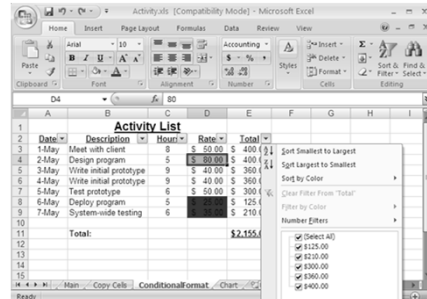 Activity.xls [Compatibility Mode] - Microsoft Excel
Home Insert Page Layout Formulas Data Review View
Paste
Arial 10
B I U
Accounting
$ % ,
Styles
Insert
Delete
Format
Sort & Filter
Find & Select
Clipboard Font Alignment Number Cells Editing
D4 fx 80
A B C D E F G H I
1 Activity List
2 Date Description Hours Rate Total
3 1-May Meet with client 8 $ 50.00 $ 400.0
4 2-May Design program 5 $ 80.00 $ 400.0
5 3-May Write initial prototype 9 $ 40.00 $ 360.0
6 4-May Write initial prototype 9 $ 40.00 $ 360.0
7 5-May Test prototype 6 $ 50.00 $ 300.0
8 6-May Deploy program 5 $ 125.0
9 7-May System-wide testing 6 $ 210.0
10
11 Total: $2,155.
12
13
14
15
Sort Smallest to Largest
Sort Largest to Smallest
Sort by Color
Clear Filter From "Total"
Filter by Color
Number Filters
(Select All)
$125.00
$210.00
$300.00
$360.00
$400.00
Main Copy Cells ConditionalFormat Chart
Ready